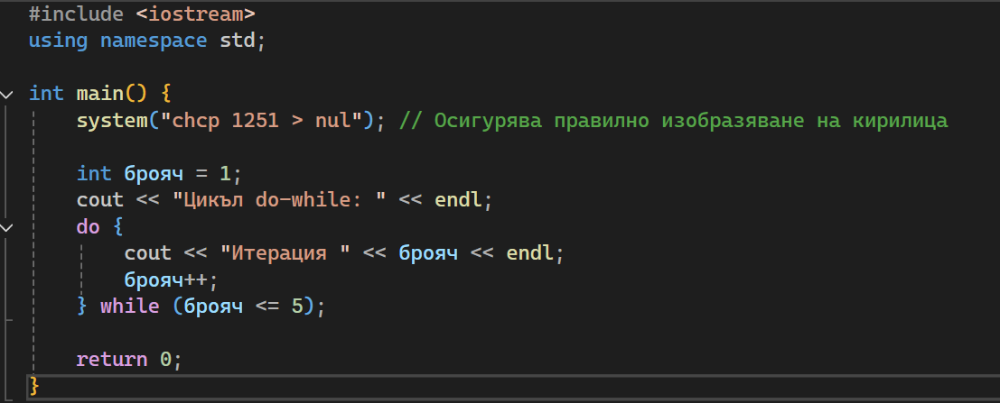 #include <iostream>
using namespace std;
int main() {
system("chcp 1251 > nul"); // Осигурява правилно изобразяване на кирилица
int брояч = 1;
cout << "Цикъл do-while: " << endl;
do {
cout << "Итерация " << брояч << endl;
брояч++;
} while (брояч <= 5);
return 0;
}